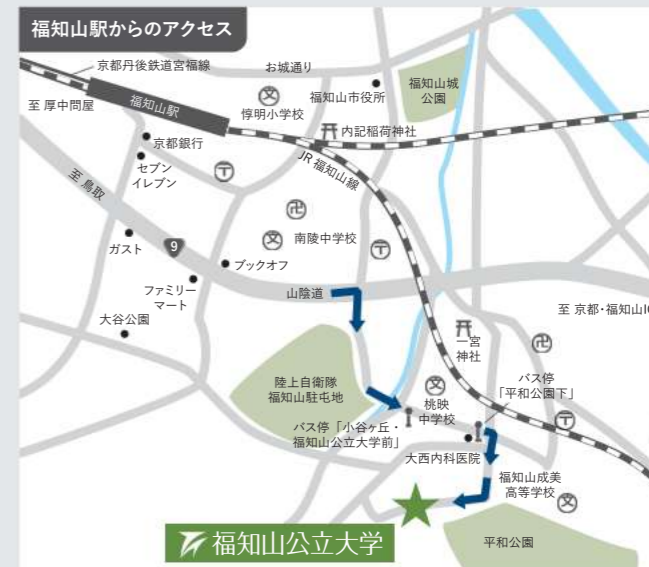 福知山駅からのアクセス
京都丹後鉄道宮福線
お城通り
至 厚中問屋
福知山駅
文
惇明小学校
福知山市役所
福知山城
公園
内記稲荷神社
京都銀行
セブン
イレブン
JR 福知山線
至 鳥取
文
南陵中学校
9
ガスト
ブックオフ
ファミリー
マート
山陰道
大谷公園
至 京都・福知山IC
一宮
神社
陸上自衛隊
福知山駐屯地
文
桃映
中学校
バス停
「平和公園下」
バス停「小谷ヶ丘・
福知山公立大学前」
大西内科医院
福知山成美
高等学校
文
福知山公立大学
平和公園